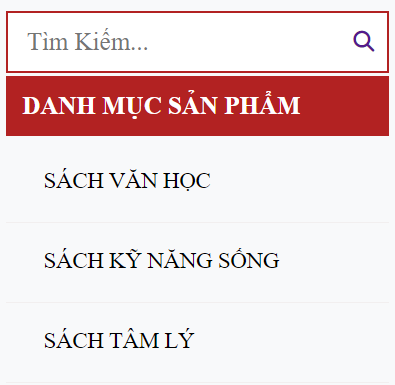 Tìm Kiếm...
DANH MỤC SẢN PHẨM
SÁCH VĂN HỌC
SÁCH KỸ NĂNG SỐNG
SÁCH TÂM LÝ